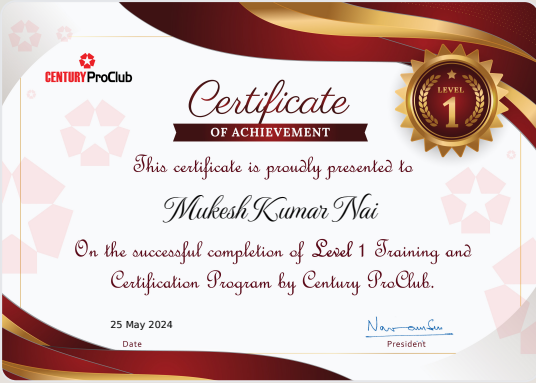 CENTURY ProClub
LEVEL
1
Certificate
OF ACHIEVEMENT
This certificate is proudly presented to
Mukesh Kumar Nai
On the successful completion of Level 1 Training and
Certification Program by Century ProClub.
25 May 2024
Date
President